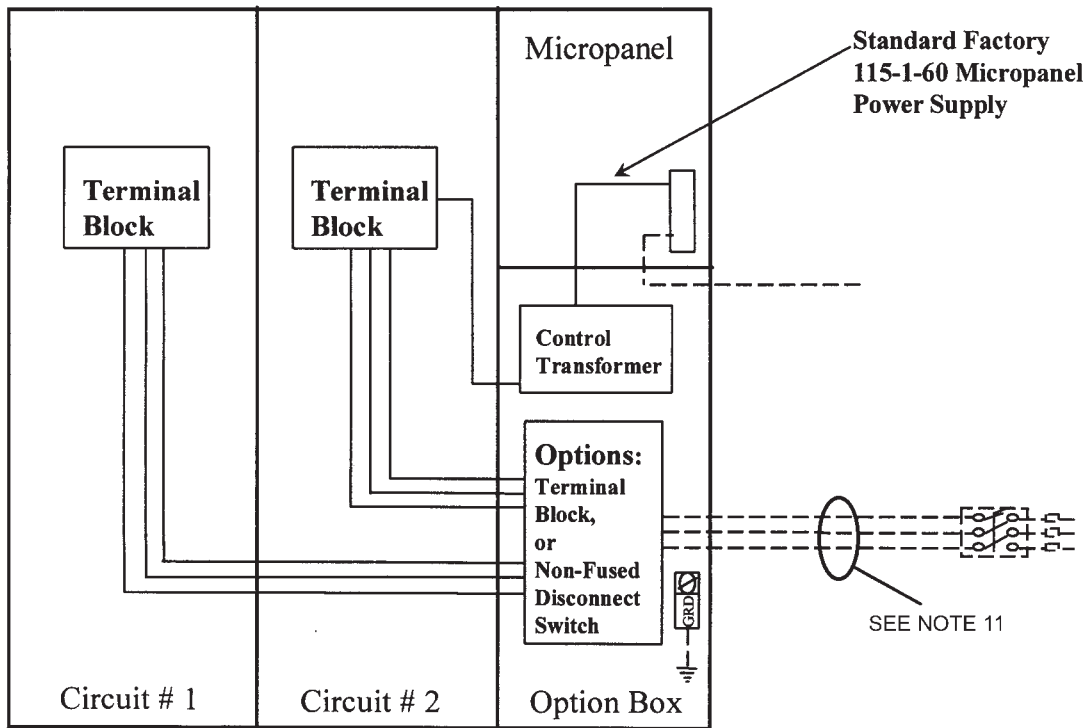 Micropanel
Standard Factory
115-1-60 Micropanel
Power Supply
Terminal
Block
Terminal
Block
Control
Transformer
Options:
Terminal
Block,
or
Non-Fused
Disconnect
Switch
GRD
SEE NOTE 11
Circuit # 1
Circuit # 2
Option Box